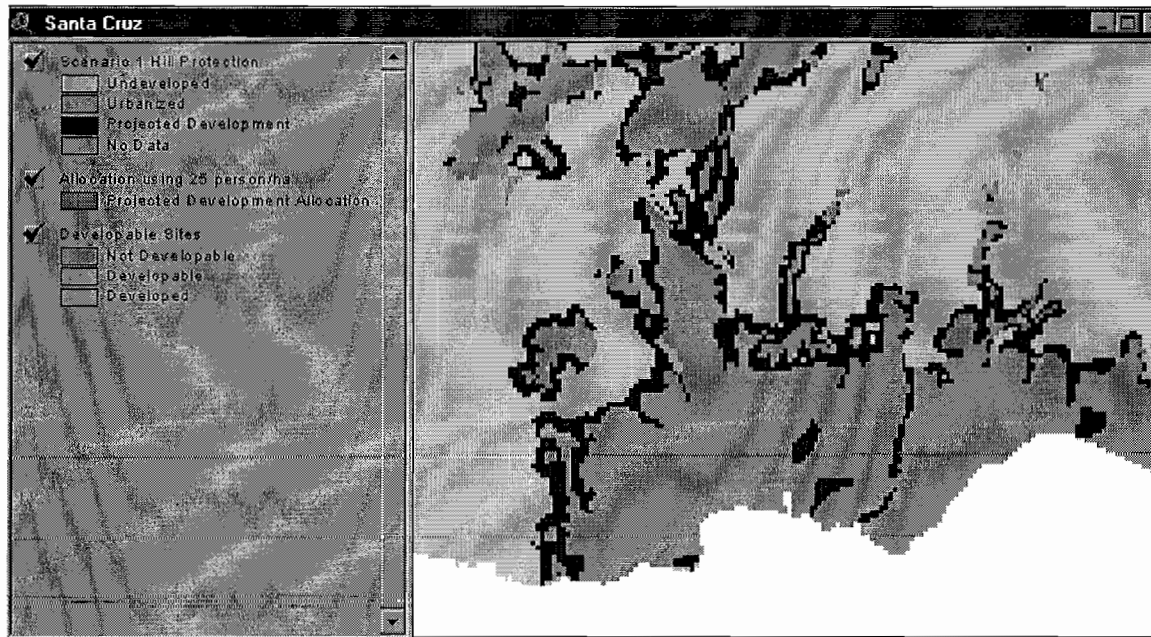 Santa Cruz
Scenario 1 Hill Protection
Undeveloped
Urbanized
Projected Development
No Data
Allocation using 25 person/ha
Projected Development Allocation
Developable Sites
Not Developable
Developable
Developed